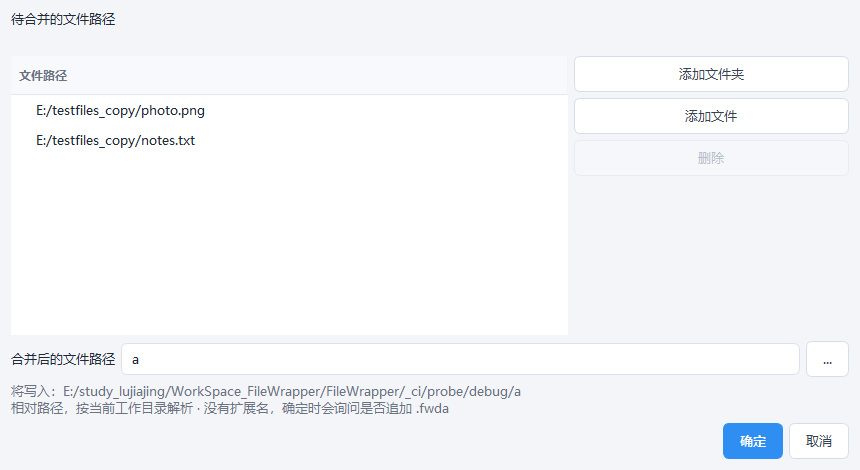 待合并的文件路径
文件路径
添加文件夹
E:/testfiles_copy/photo.png
添加文件
E:/testfiles_copy/notes.txt
删除
合并后的文件路径 a ...
将写入：E:/study_lujiajing/WorkSpace_FileWrapper/FileWrapper/_ci/probe/debug/a
相对路径，按当前工作目录解析 · 没有扩展名，确定时会询问是否追加 .fwda
确定 取消